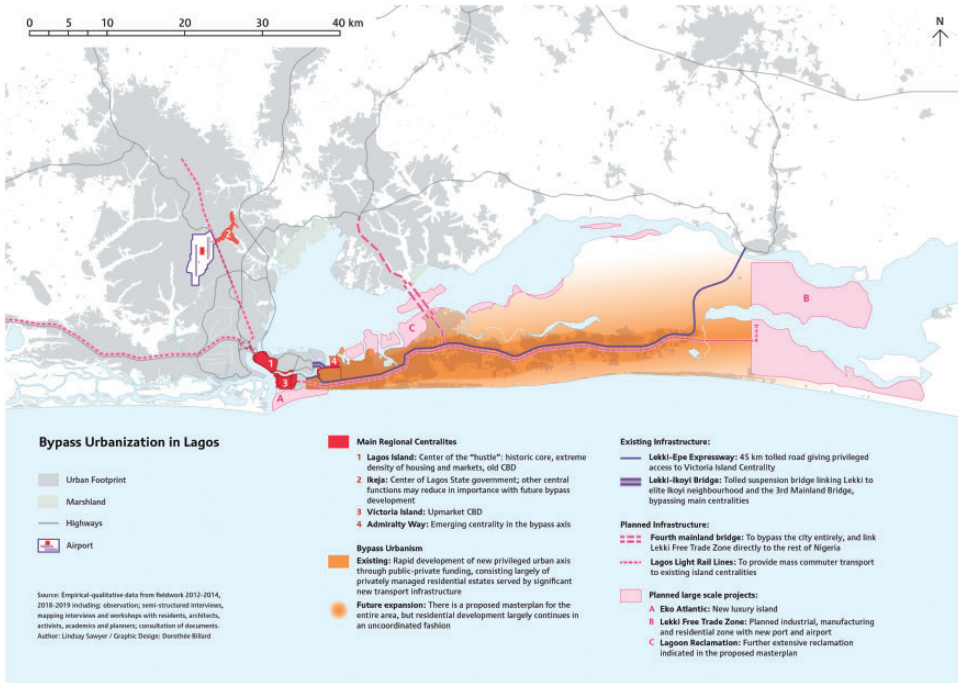 0 5 10 20 30 40 km
N
2
B
C
1
4
3
A
Bypass Urbanization in Lagos
Urban Footprint
Marshland
Highways
Airport
Source: Empirical-qualitative data from fieldwork 2012-2014,
2018-2019 including: observation; semi-structured interviews,
mapping interviews and workshops with residents, architects,
activists, academics and planners; consultation of documents.
Author: Lindsay Sawyer / Graphic Design: Dorothée Billard
Main Regional Centralites
1 Lagos Island: Center of the "hustle": historic core, extreme
density of housing and markets, old CBD
2 Ikeja: Center of Lagos State government; other central
functions may reduce in importance with future bypass
development
3 Victoria Island: Upmarket CBD
4 Admiralty Way: Emerging centrality in the bypass axis
Bypass Urbanism
Existing: Rapid development of new privileged urban axis
through public-private funding, consisting largely of
privately managed residential estates served by significant
new transport infrastructure
Future expansion: There is a proposed masterplan for the
entire area, but residential development largely continues in
an uncoordinated fashion
Existing Infrastructure:
Lekki-Epe Expressway: 45 km tolled road giving privileged
access to Victoria Island Centrality
Lekki-Ikoyi Bridge: Tolled suspension bridge linking Lekki to
elite Ikoyi neighbourhood and the 3rd Mainland Bridge,
bypassing main centralities
Planned Infrastructure:
Fourth mainland bridge: To bypass the city entirely, and link
Lekki Free Trade Zone directly to the rest of Nigeria
Lagos Light Rail Lines: To provide mass commuter transport
to existing island centralities
Planned large scale projects:
A Eko Atlantic: New luxury island
B Lekki Free Trade Zone: Planned industrial, manufacturing
and residential zone with new port and airport
C Lagoon Reclamation: Further extensive reclamation
indicated in the proposed masterplan